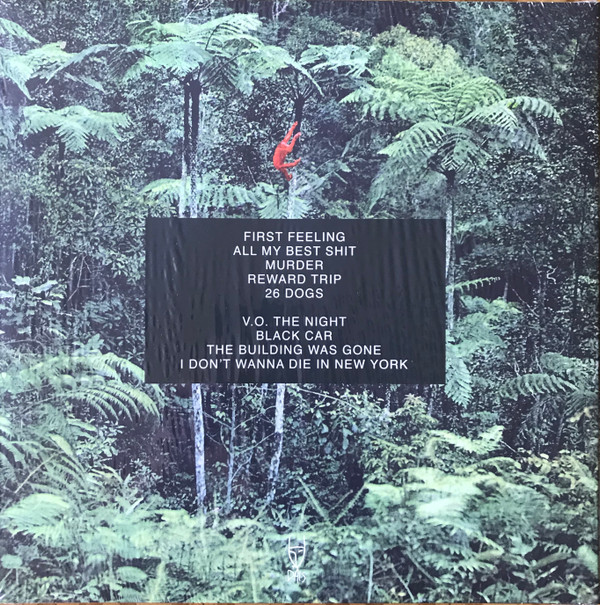 FIRST FEELING
ALL MY BEST SHIT
MURDER
REWARD TRIP
26 DOGS
V.O. THE NIGHT
BLACK CAR
THE BUILDING WAS GONE
I DON'T WANNA DIE IN NEW YORK